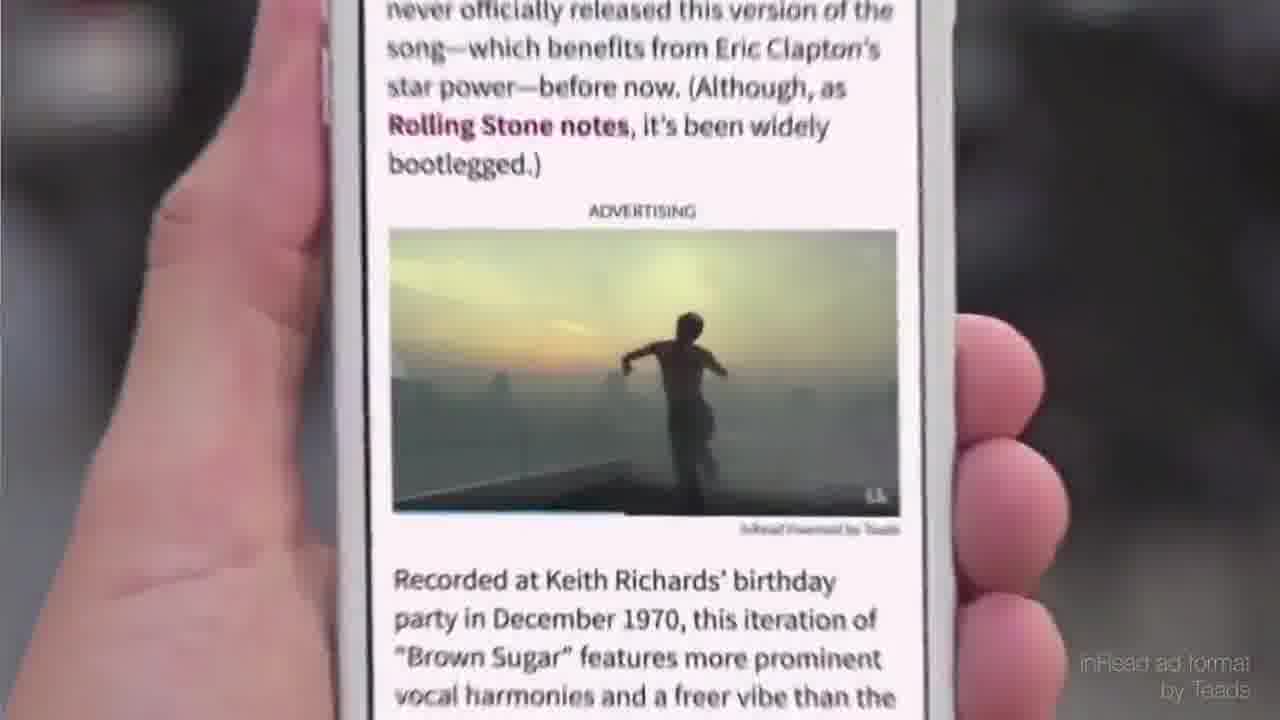 never officially released this version of the
song—which benefits from Eric Clapton's
star power—before now. (Although, as
Rolling Stone notes, it's been widely
bootlegged.)
ADVERTISING
inRead Powered by Teads
Recorded at Keith Richards' birthday
party in December 1970, this iteration of
"Brown Sugar" features more prominent
vocal harmonies and a freer vibe than the
inRead ad format
by Teads